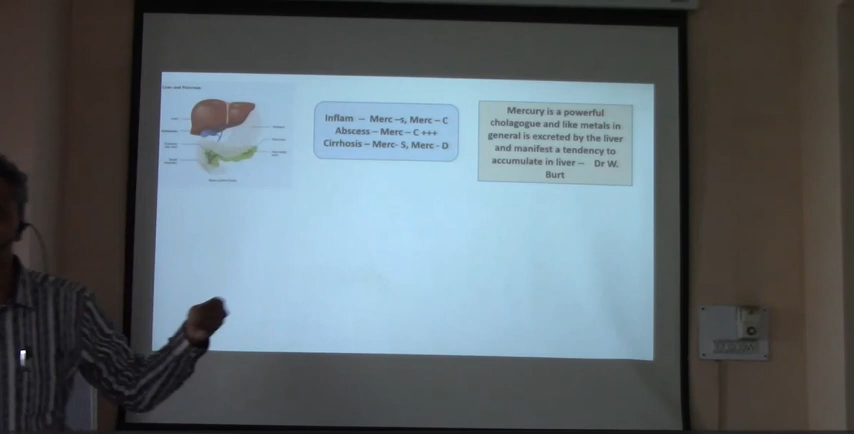 Liver and Pancreas
Inflam – Merc –s, Merc – C
Abscess – Merc – C +++
Cirrhosis – Merc- S, Merc - D
Mercury is a powerful
cholagogue and like metals in
general is excreted by the liver
and manifest a tendency to
accumulate in liver – Dr W.
Burt